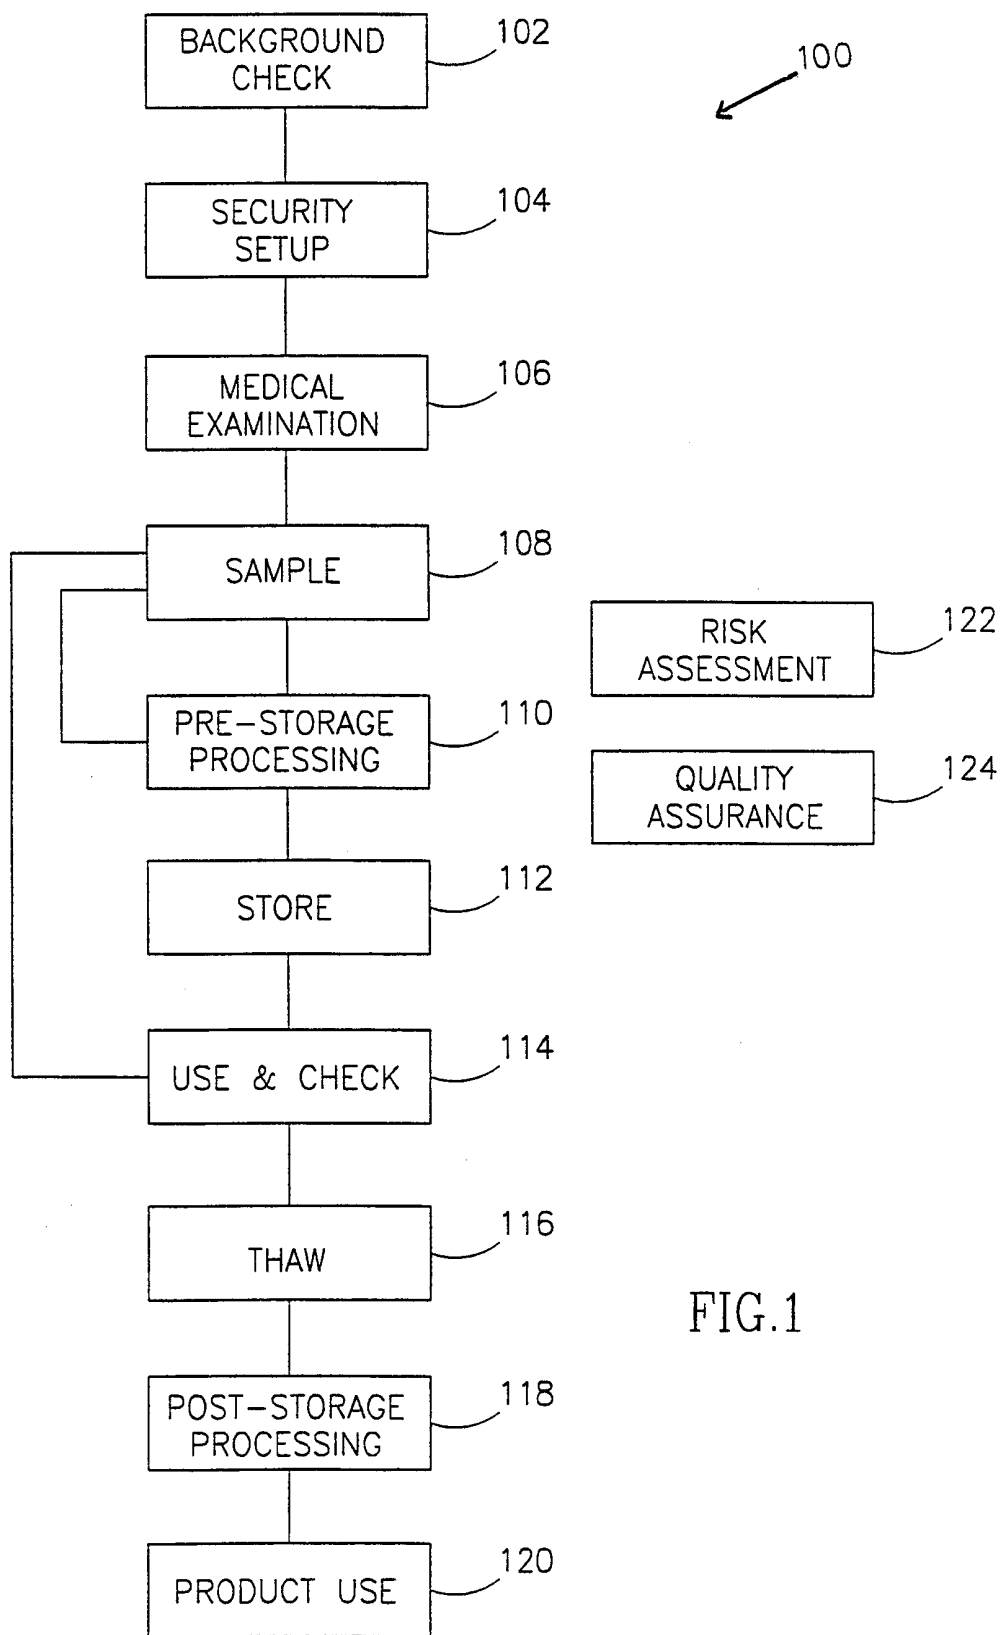 BACKGROUND
CHECK
102
100
SECURITY
SETUP
104
MEDICAL
EXAMINATION
106
SAMPLE
108
RISK
ASSESSMENT
122
PRE-STORAGE
PROCESSING
110
QUALITY
ASSURANCE
124
STORE
112
USE & CHECK
114
THAW
116
FIG.1
POST-STORAGE
PROCESSING
118
PRODUCT USE
120